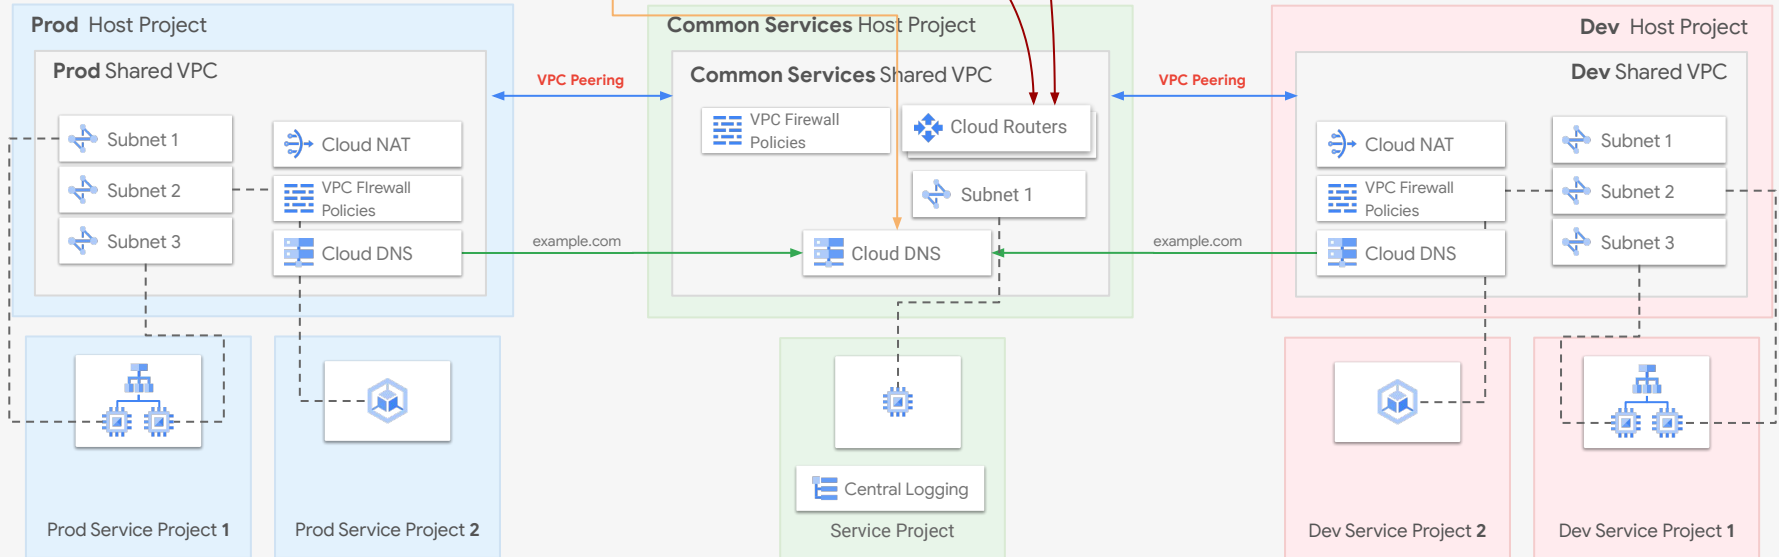 Prod Host Project
Prod Shared VPC
Subnet 1
Subnet 2
Subnet 3
Cloud NAT
VPC FIrewall
Policies
Cloud DNS
VPC Peering
example.com
Common Services Host Project
Common Services Shared VPC
VPC Firewall
Policies
Cloud Routers
Subnet 1
Cloud DNS
VPC Peering
example.com
Dev Host Project
Dev Shared VPC
Cloud NAT
VPC Firewall
Policies
Cloud DNS
Subnet 1
Subnet 2
Subnet 3
Prod Service Project 1
Prod Service Project 2
Central Logging
Service Project
Dev Service Project 2
Dev Service Project 1